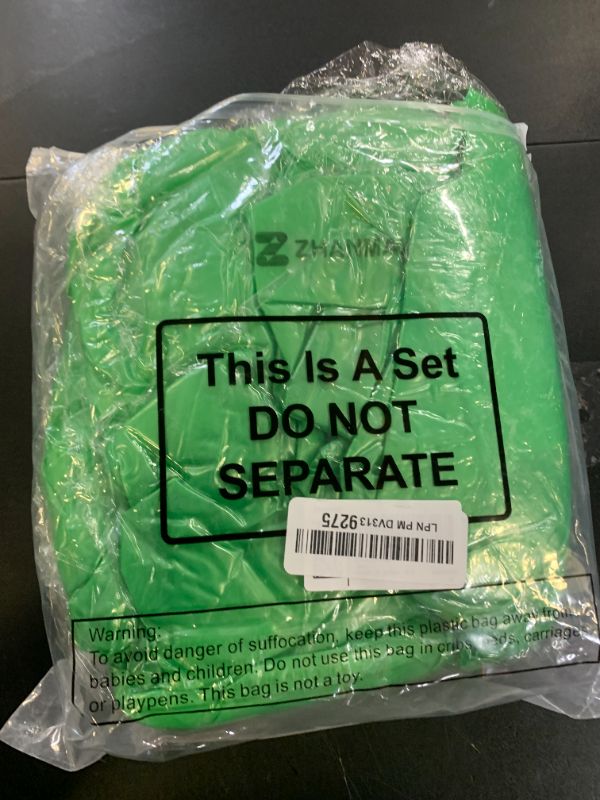 This Is A Set
DO NOT
SEPARATE
LPN PM DV313 9275
Warning:
To avoid danger of suffocation, keep this plastic bag away from
babies and children. Do not use this bag in cribs, carriages
or playpens. This bag is not a toy.